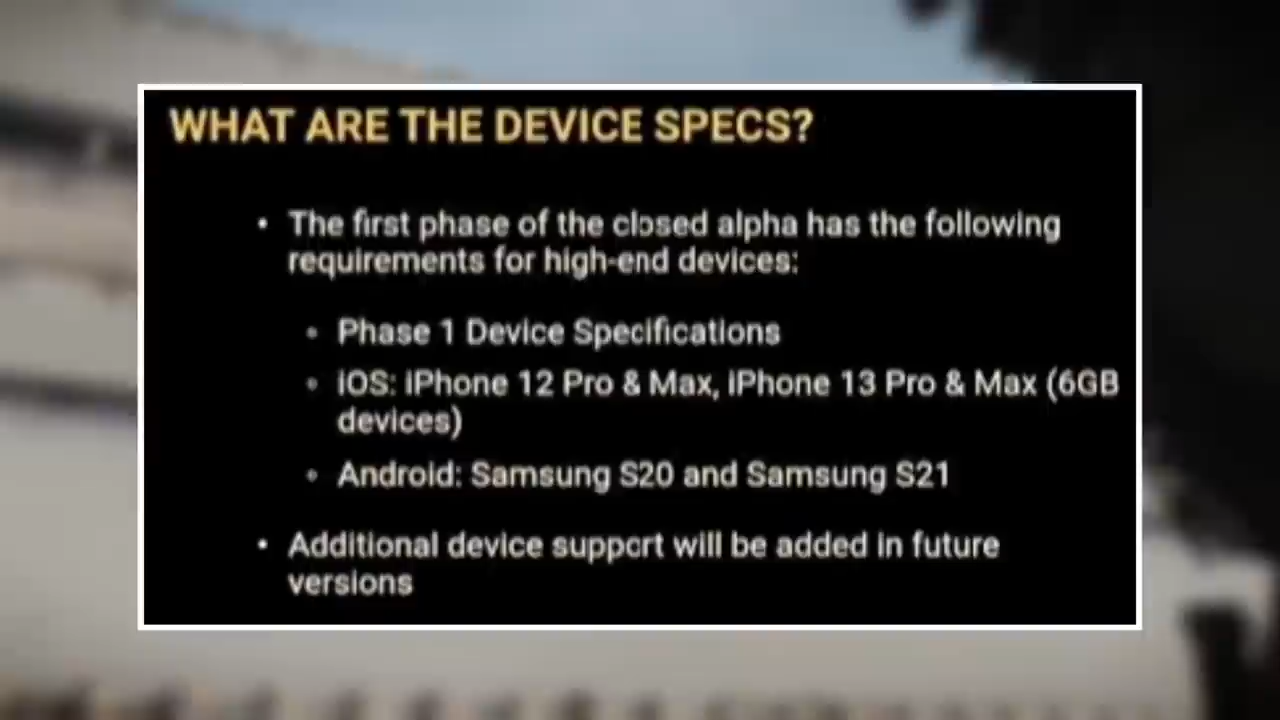 WHAT ARE THE DEVICE SPECS?
• The first phase of the closed alpha has the following
requirements for high-end devices:
• Phase 1 Device Specifications
• iOS: iPhone 12 Pro & Max, iPhone 13 Pro & Max (6GB
devices)
• Android: Samsung S20 and Samsung S21
• Additional device support will be added in future
versions